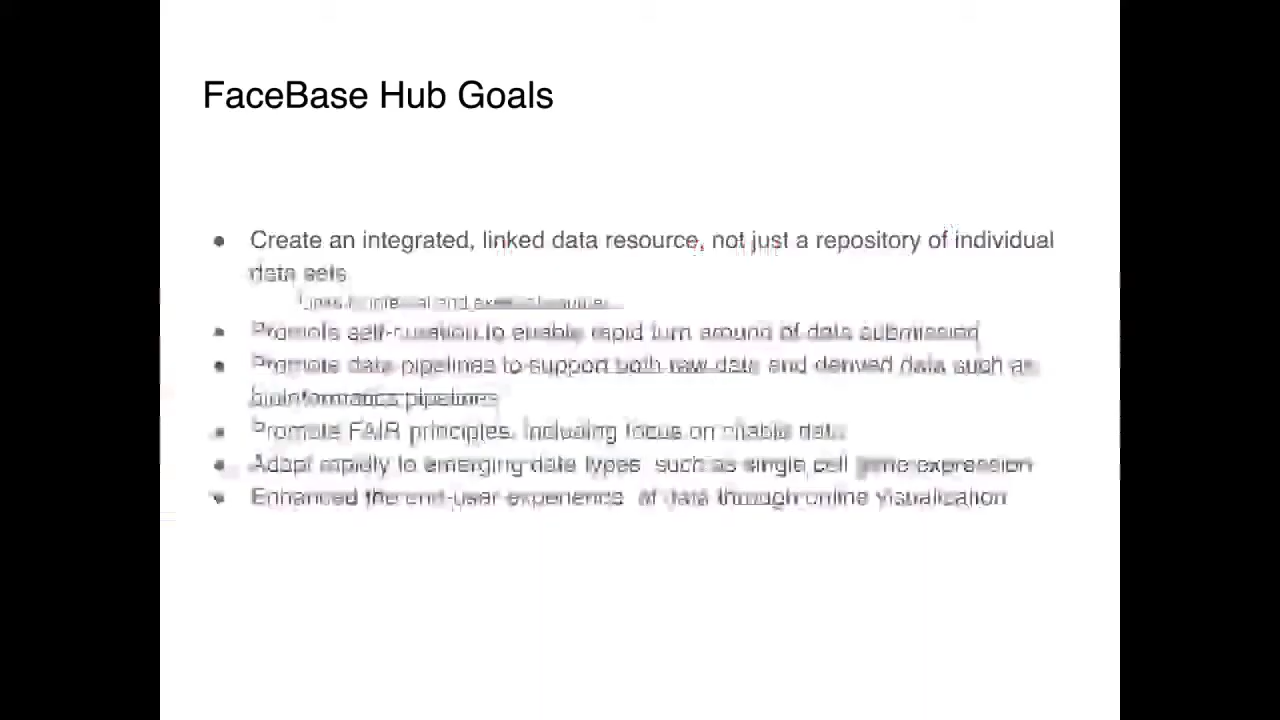 FaceBase Hub Goals
Create an integrated, linked data resource, not just a repository of individual
data sets
Promote self-curation to enable rapid turn around of data submission
Promote data pipelines to support both raw data and derived data such as
bioinformatics pipelines
Promote FAIR principles, including focus on citable data
Adapt rapidly to emerging data types such as single cell gene expression
Enhanced the end-user experience of data through online visualization